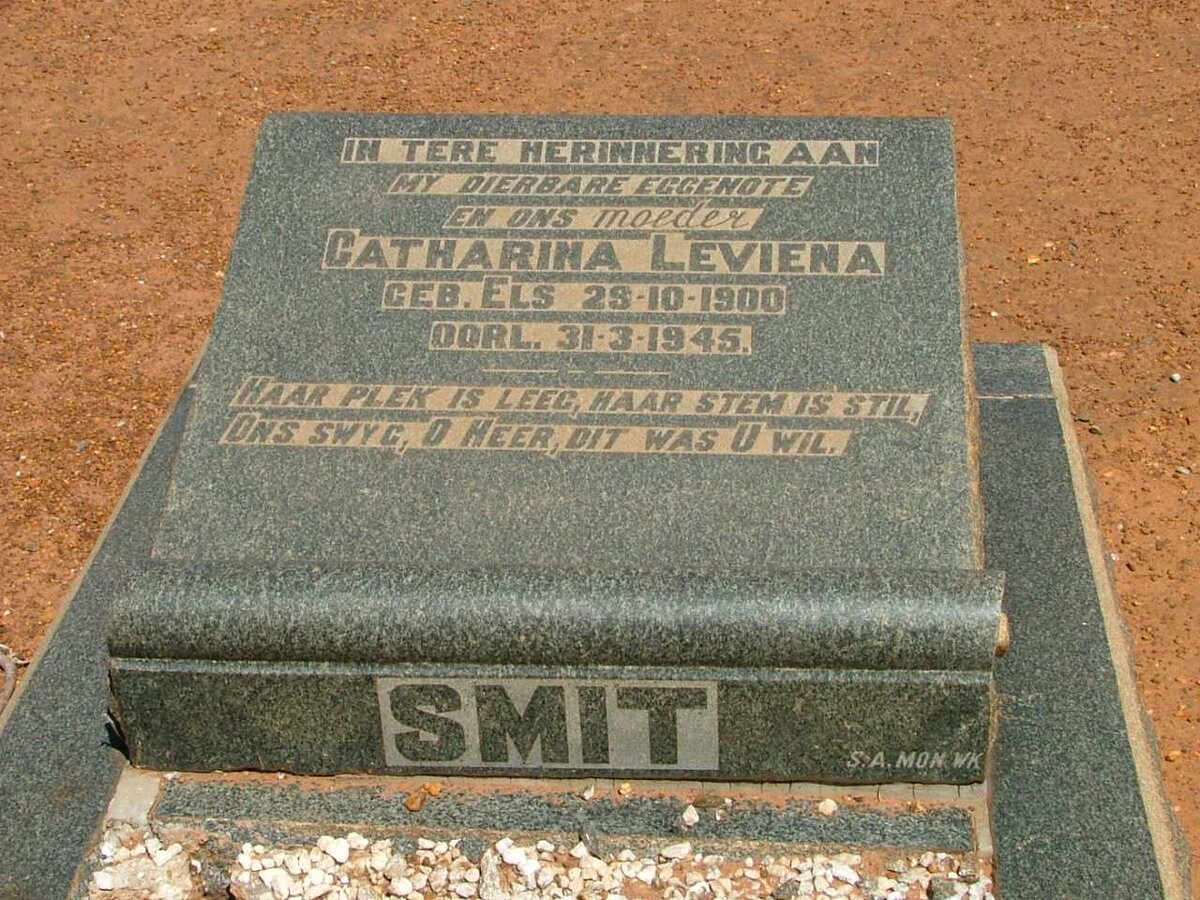 IN TERE HERINNERING AAN
MY DIERBARE EGGENOTE
EN ONS moeder
CATHARINA LEVIENA
GEB. ELS 29-10-1900
OORL. 31-3-1945.
HAAR PLEK IS LEEG, HAAR STEM IS STIL,
ONS SWYG, O HEER, DIT WAS U WIL.
SMIT
S.A. MON. WK